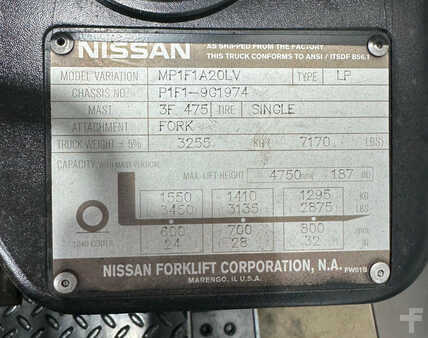 NISSAN AS SHIPPED FROM THE FACTORY
THIS TRUCK CONFORMS TO ANSI / ITSDF B56.1
MODEL VARIATION MP1F1A20LV TYPE LP
CHASSIS NO. P1F1-9G1974
MAST 3F 475 TIRE SINGLE
ATTACHMENT FORK
TRUCK WEIGHT ± 5% 3255 KG( 7170 LBS)
CAPACITY WITH MAST VERTICAL
MAX. LIFT HEIGHT 4750mm 187 IN
1550 1410 1295 KG
3450 3135 2875 LBS
600 700 800 mm
LOAD CENTER 24 28 32 IN
NISSAN FORKLIFT CORPORATION, N.A.
MARENGO, IL U.S.A. FW01B